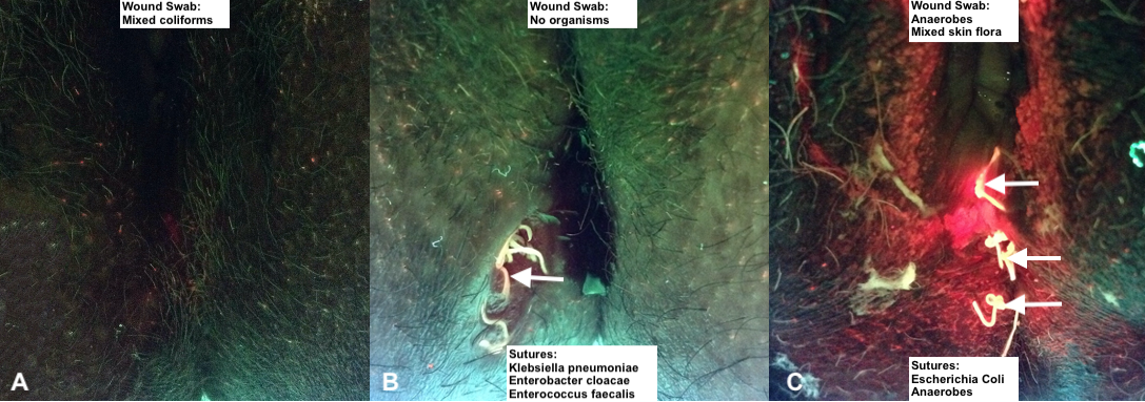 Wound Swab:
Mixed coliforms
A
Wound Swab:
No organisms
Sutures:
Klebsiella pneumoniae
Enterobacter cloacae
Enterococcus faecalis
B
Wound Swab:
Anaerobes
Mixed skin flora
Sutures:
Escherichia Coli
Anaerobes
C